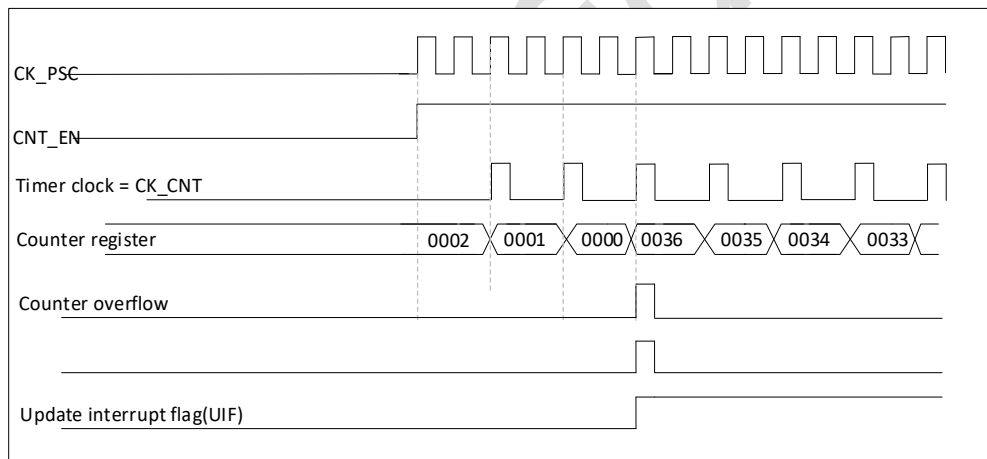 CK_PSC
CNT_EN
Timer clock = CK_CNT
Counter register 0002 0001 0000 0036 0035 0034 0033
Counter overflow
Update interrupt flag(UIF)